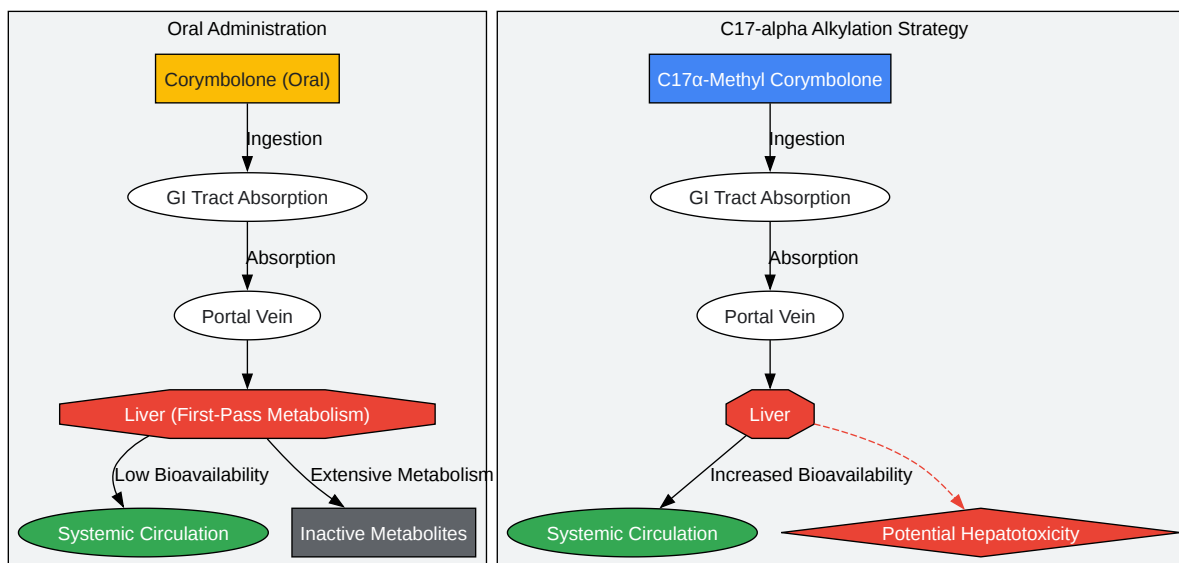 Oral Administration
Corymbolone (Oral)
Ingestion
GI Tract Absorption
Absorption
Portal Vein
Liver (First-Pass Metabolism)
Low Bioavailability
Extensive Metabolism
Systemic Circulation
Inactive Metabolites
C17-alpha Alkylation Strategy
C17α-Methyl Corymbolone
Ingestion
GI Tract Absorption
Absorption
Portal Vein
Liver
Increased Bioavailability
Systemic Circulation
Potential Hepatotoxicity